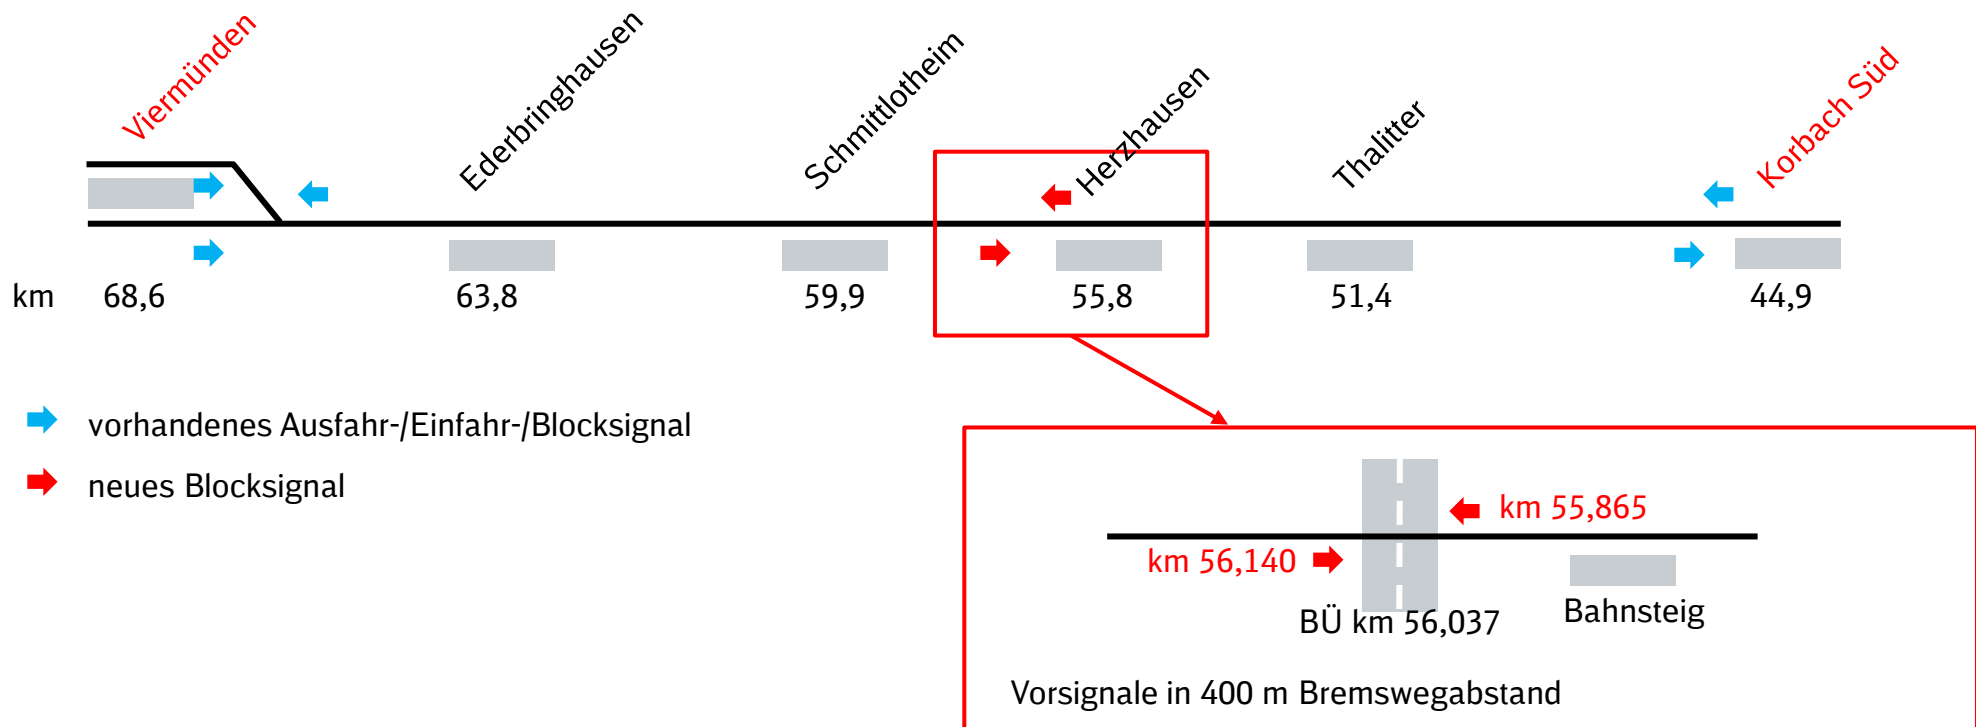 Viermünden
Ederbringhausen
Schmittlotheim
Herzhausen
Thalitter
Korbach Süd
km 68,6 63,8 59,9 55,8 51,4 44,9
vorhandenes Ausfahr-/Einfahr-/Blocksignal
neues Blocksignal
km 55,865
km 56,140
BÜ km 56,037
Bahnsteig
Vorsignale in 400 m Bremswegabstand